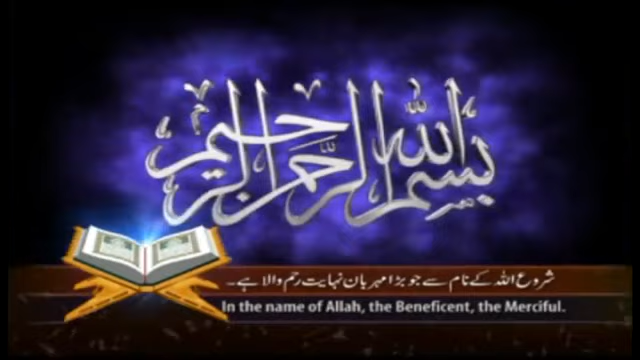 بسم الله الرحمن الرحيم
شروع اللہ کے نام سے جو بڑا مہربان نہایت رحم والا ہے۔
In the name of Allah, the Beneficent, the Merciful.